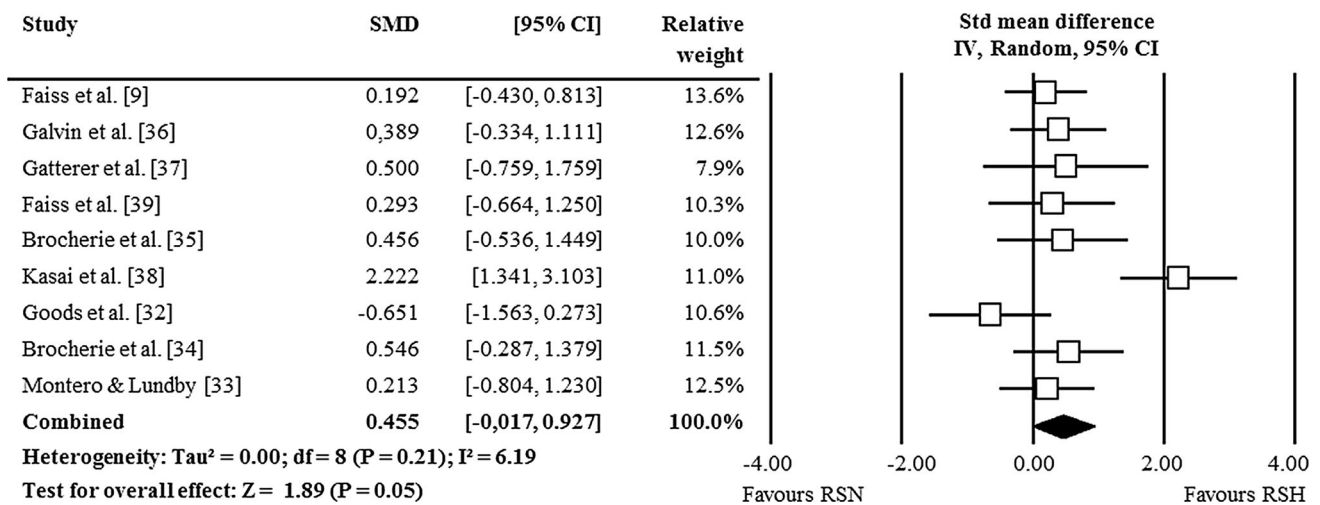 Study SMD [95% CI] Relative weight
Std mean difference
IV, Random, 95% CI
Faiss et al. [9] 0.192 [-0.430, 0.813] 13.6%
Galvin et al. [36] 0,389 [-0.334, 1.111] 12.6%
Gatterer et al. [37] 0.500 [-0.759, 1.759] 7.9%
Faiss et al. [39] 0.293 [-0.664, 1.250] 10.3%
Brocherie et al. [35] 0.456 [-0.536, 1.449] 10.0%
Kasai et al. [38] 2.222 [1.341, 3.103] 11.0%
Goods et al. [32] -0.651 [-1.563, 0.273] 10.6%
Brocherie et al. [34] 0.546 [-0.287, 1.379] 11.5%
Montero & Lundby [33] 0.213 [-0.804, 1.230] 12.5%
Combined 0.455 [-0,017, 0.927] 100.0%
Heterogeneity: Tau² = 0.00; df = 8 (P = 0.21); I² = 6.19
Test for overall effect: Z = 1.89 (P = 0.05)
-4.00 -2.00 0.00 2.00 4.00
Favours RSN Favours RSH